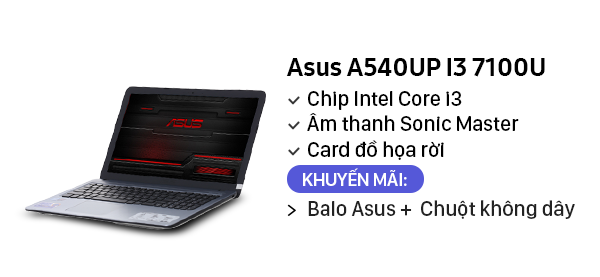 ASUS
Asus A540UP I3 7100U
Chip Intel Core i3
Âm thanh Sonic Master
Card đồ họa rời
KHUYẾN MÃI:
> Balo Asus + Chuột không dây